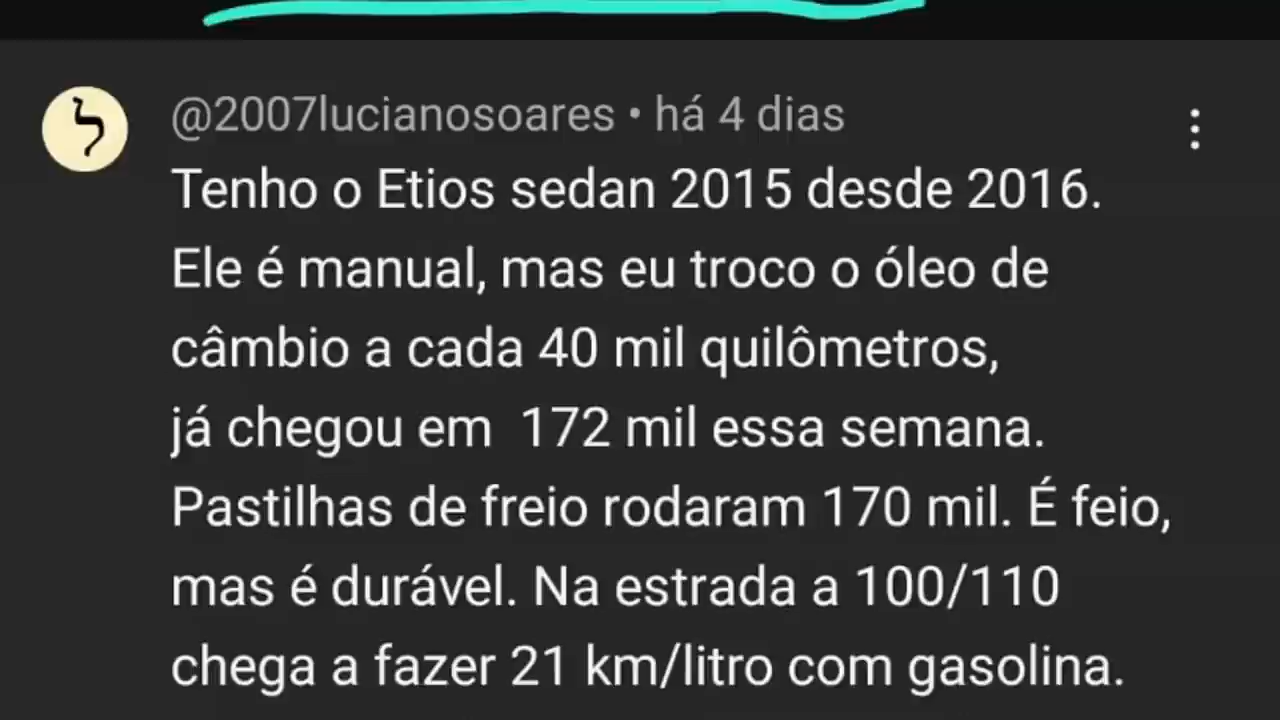 @2007lucianosoares • há 4 dias
Tenho o Etios sedan 2015 desde 2016.
Ele é manual, mas eu troco o óleo de
câmbio a cada 40 mil quilômetros,
já chegou em  172 mil essa semana.
Pastilhas de freio rodaram 170 mil. É feio,
mas é durável. Na estrada a 100/110
chega a fazer 21 km/litro com gasolina.